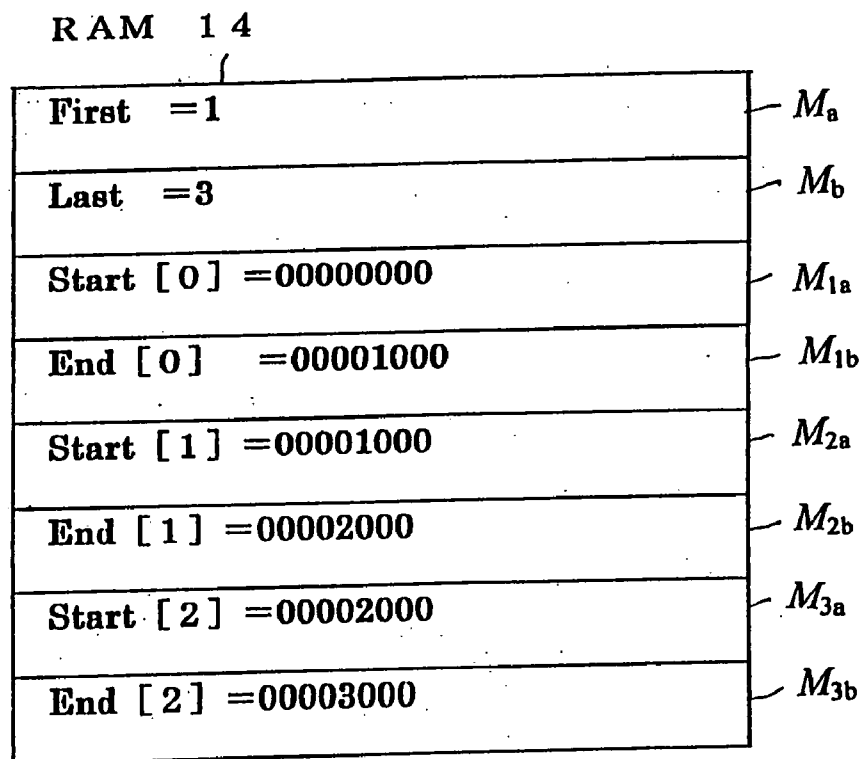 RAM 14
First =1 Ma
Last =3 Mb
Start [0] =00000000 M1a
End [0] =00001000 M1b
Start [1] =00001000 M2a
End [1] =00002000 M2b
Start [2] =00002000 M3a
End [2] =00003000 M3b